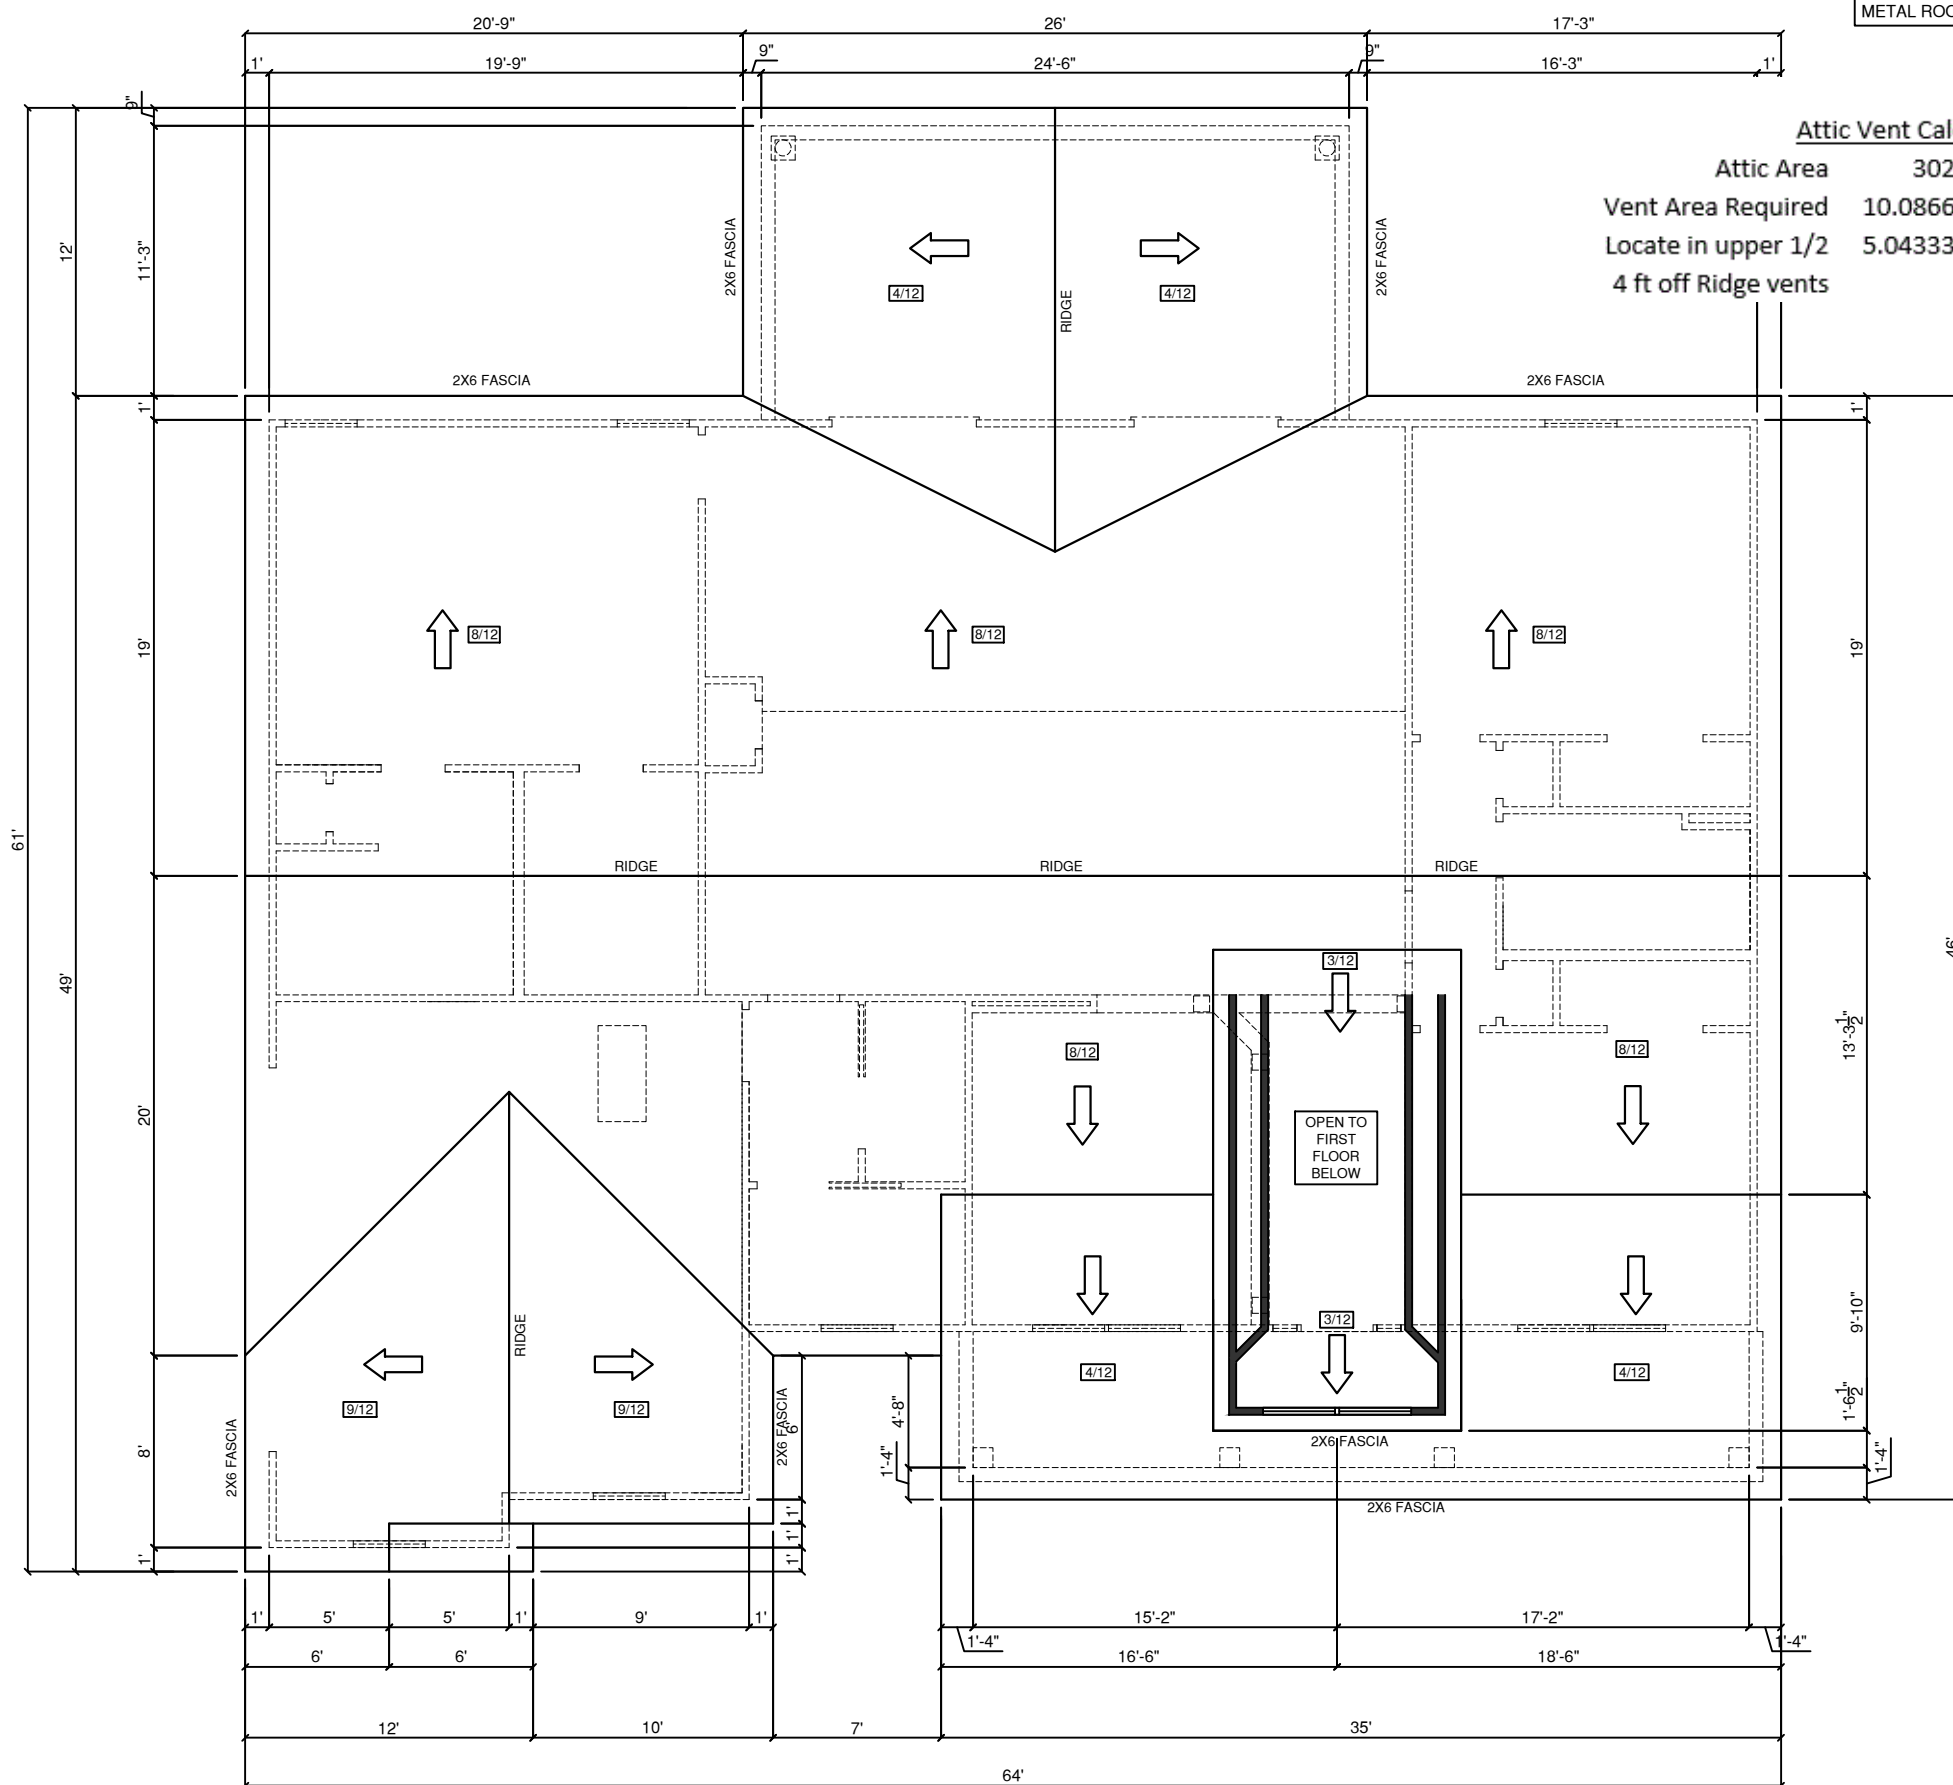 METAL ROO
20'-9"
26'
17'-3"
1'
19'-9"
9"
24'-6"
9"
16'-3"
1'
9"
Attic Vent Cal
Attic Area 302
Vent Area Required 10.0866
Locate in upper 1/2 5.04333
4 ft off Ridge vents
12'
11'-3"
2X6 FASCIA
2X6 FASCIA
4/12
4/12
RIDGE
2X6 FASCIA
2X6 FASCIA
1'
1'
19'
8/12
8/12
8/12
19'
61'
RIDGE
RIDGE
RIDGE
49'
46'
3/12
13'-3 1/2"
8/12
8/12
20'
OPEN TO
FIRST
FLOOR
BELOW
RIDGE
3/12
9'-10"
4/12
4/12
9/12
9/12
2X6 FASCIA
2X6 FASCIA
6'
4'-8"
1'-6 1/2"
8'
2X6 FASCIA
1'-4"
1'-4"
2X6 FASCIA
1'
1'
1'
1'
1'
5'
5'
1'
9'
1'
15'-2"
17'-2"
1'-4"
1'-4"
6'
6'
16'-6"
18'-6"
12'
10'
7'
35'
64'